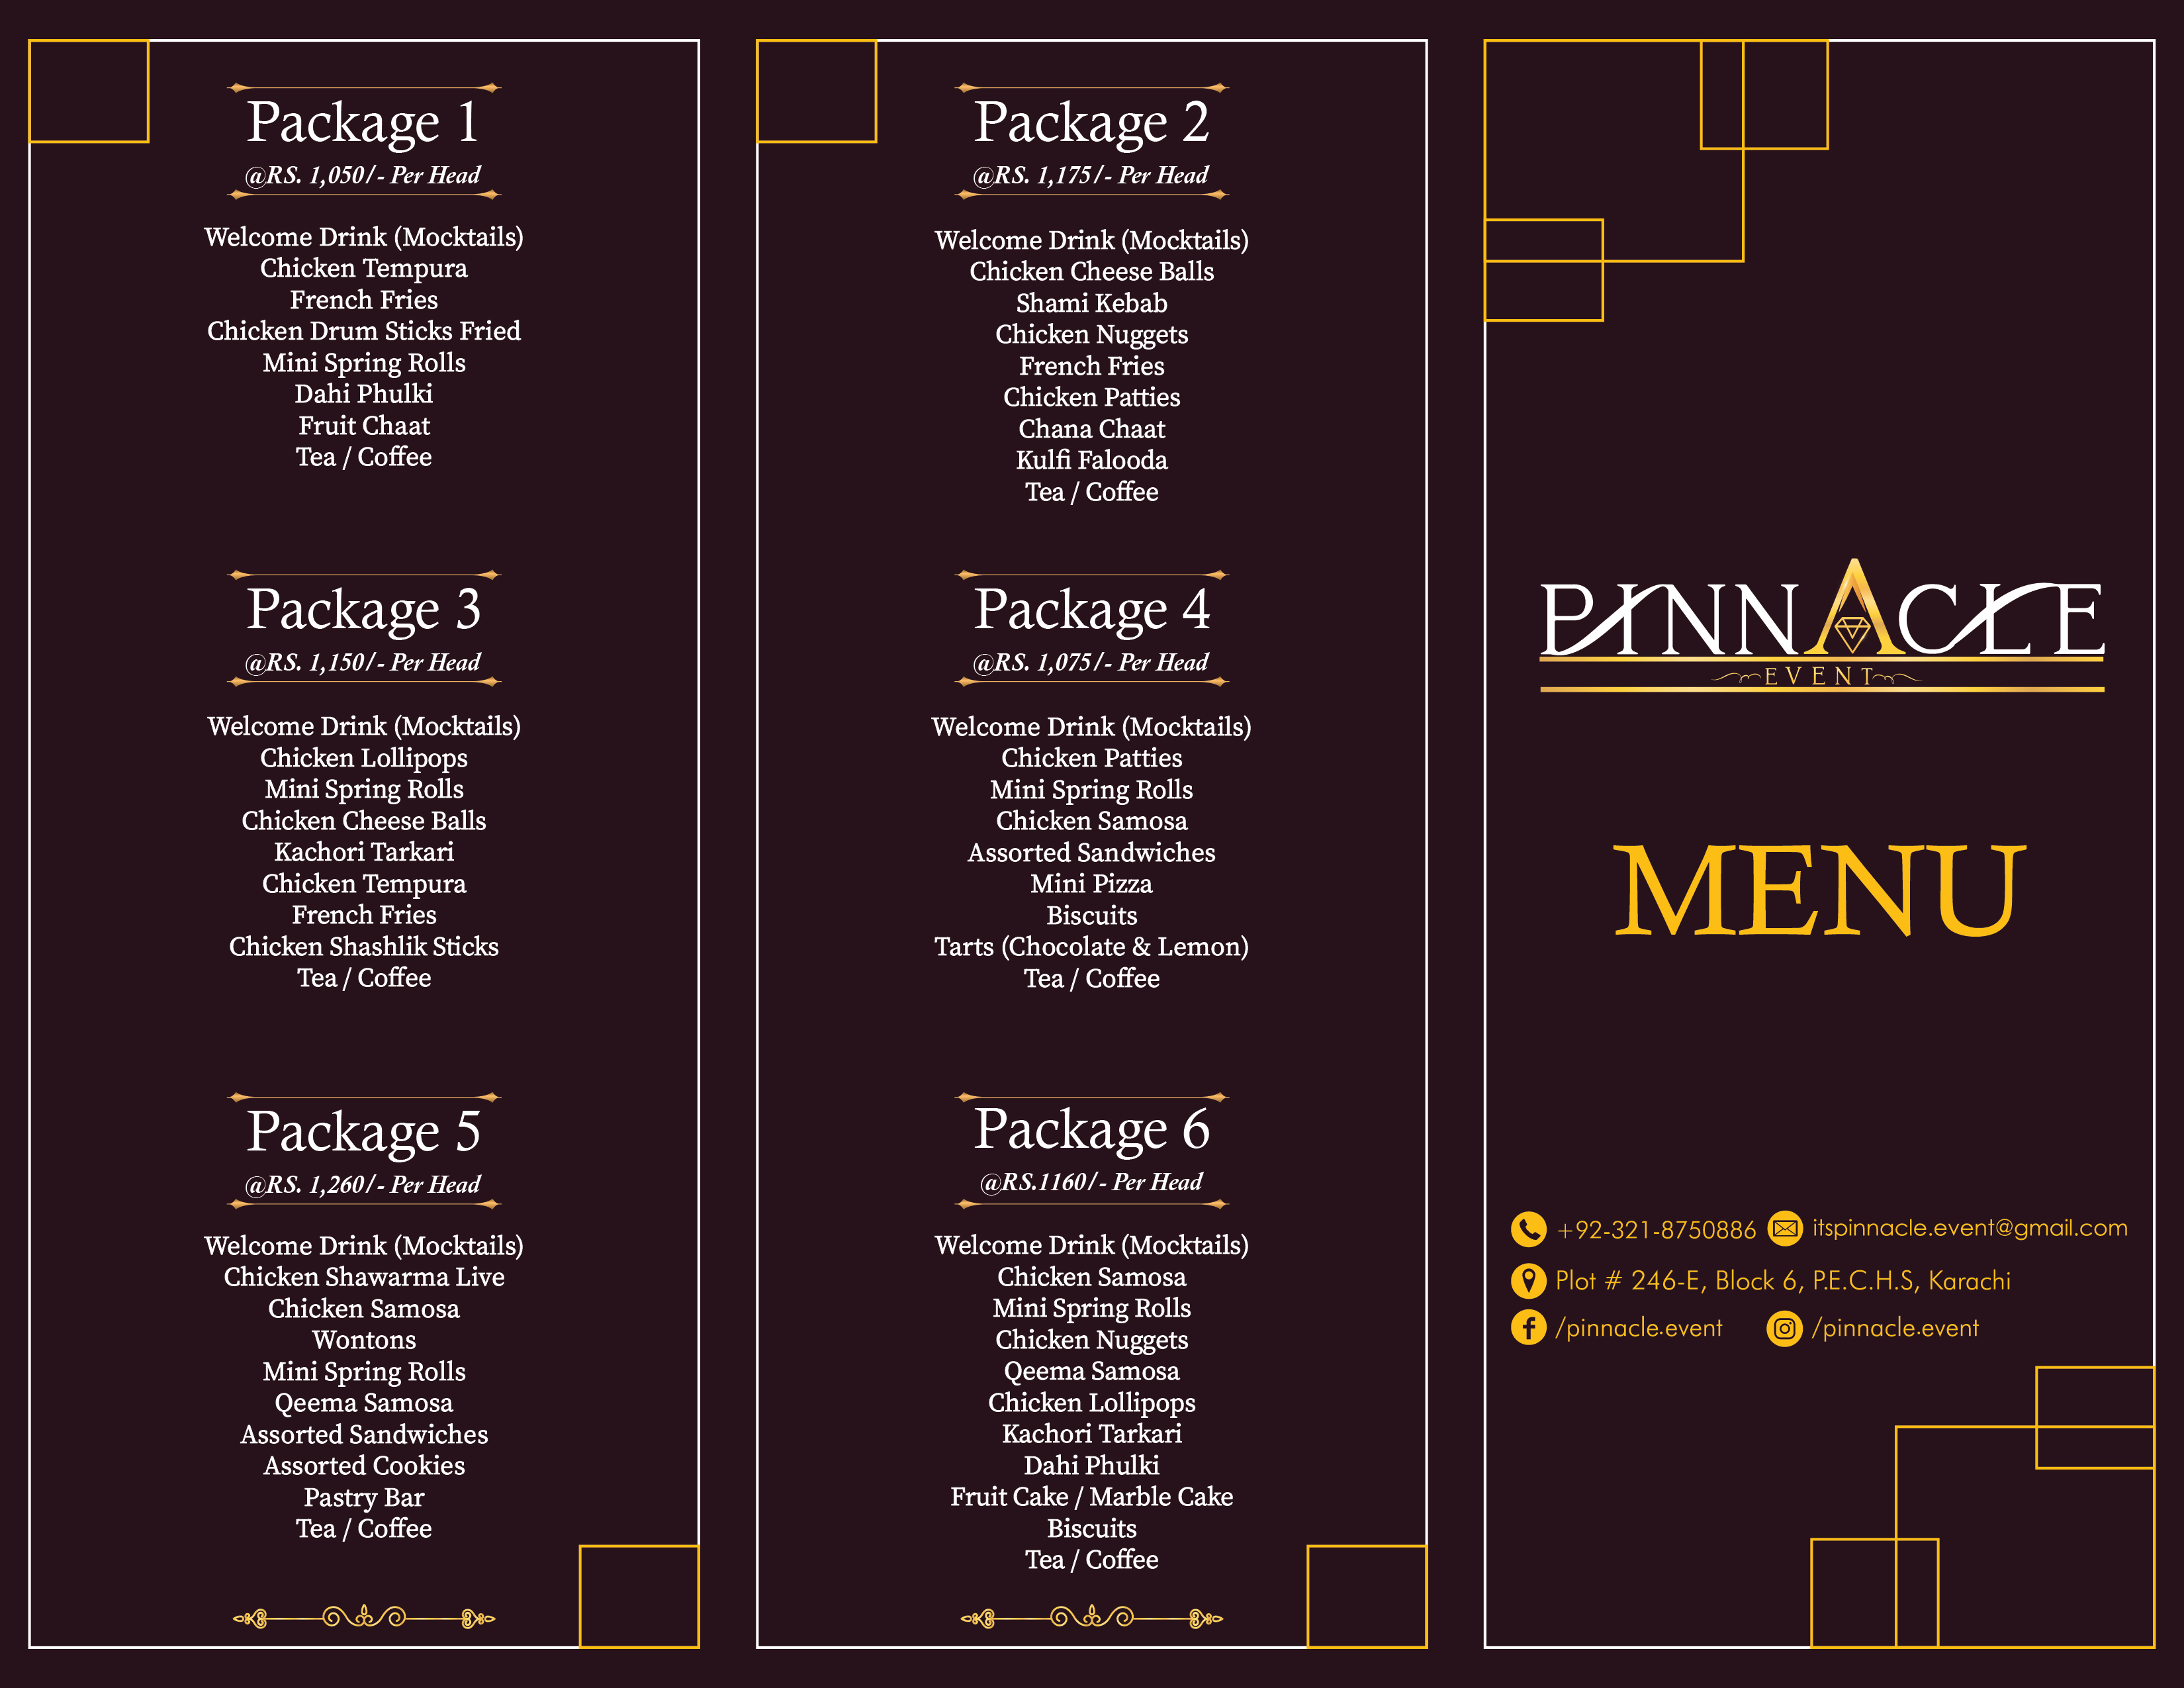 Package 1
@RS. 1,050/- Per Head
Welcome Drink (Mocktails)
Chicken Tempura
French Fries
Chicken Drum Sticks Fried
Mini Spring Rolls
Dahi Phulki
Fruit Chaat
Tea / Coffee
Package 3
@RS. 1,150/- Per Head
Welcome Drink (Mocktails)
Chicken Lollipops
Mini Spring Rolls
Chicken Cheese Balls
Kachori Tarkari
Chicken Tempura
French Fries
Chicken Shashlik Sticks
Tea / Coffee
Package 5
@RS. 1,260/- Per Head
Welcome Drink (Mocktails)
Chicken Shawarma Live
Chicken Samosa
Wontons
Mini Spring Rolls
Qeema Samosa
Assorted Sandwiches
Assorted Cookies
Pastry Bar
Tea / Coffee
Package 2
@RS. 1,175/- Per Head
Welcome Drink (Mocktails)
Chicken Cheese Balls
Shami Kebab
Chicken Nuggets
French Fries
Chicken Patties
Chana Chaat
Kulfi Falooda
Tea / Coffee
Package 4
@RS. 1,075/- Per Head
Welcome Drink (Mocktails)
Chicken Patties
Mini Spring Rolls
Chicken Samosa
Assorted Sandwiches
Mini Pizza
Biscuits
Tarts (Chocolate & Lemon)
Tea / Coffee
Package 6
@RS.1160/- Per Head
Welcome Drink (Mocktails)
Chicken Samosa
Mini Spring Rolls
Chicken Nuggets
Qeema Samosa
Chicken Lollipops
Kachori Tarkari
Dahi Phulki
Fruit Cake / Marble Cake
Biscuits
Tea / Coffee
PINNACLE
EVENT
MENU
+92-321-8750886 itspinnacle.event@gmail.com
Plot # 246-E, Block 6, P.E.C.H.S, Karachi
/pinnacle.event /pinnacle.event